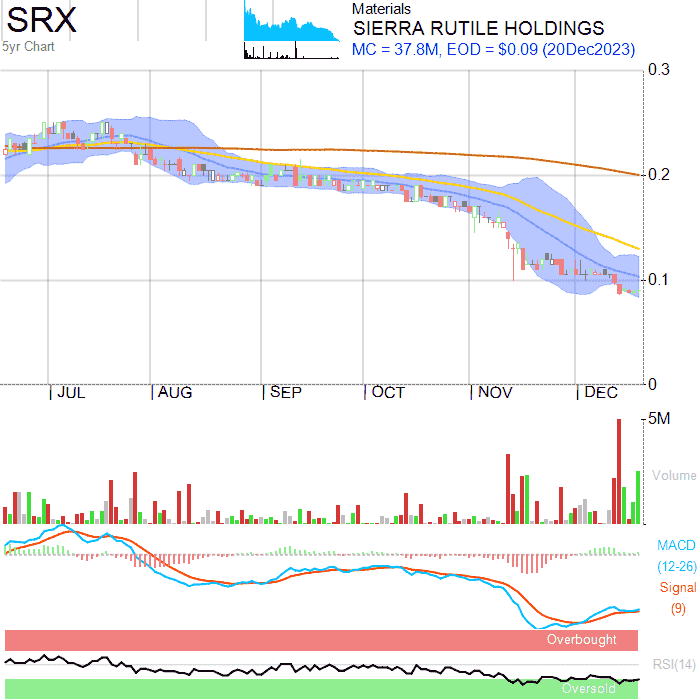 SRX
5yr Chart
Materials
SIERRA RUTILE HOLDINGS
MC = 37.8M, EOD = $0.09 (20Dec2023)
0.3
0.2
0.1
0
JUL AUG SEP OCT NOV DEC
5M
Volume
MACD
(12-26)
Signal
(9)
Overbought
RSI(14)
Oversold